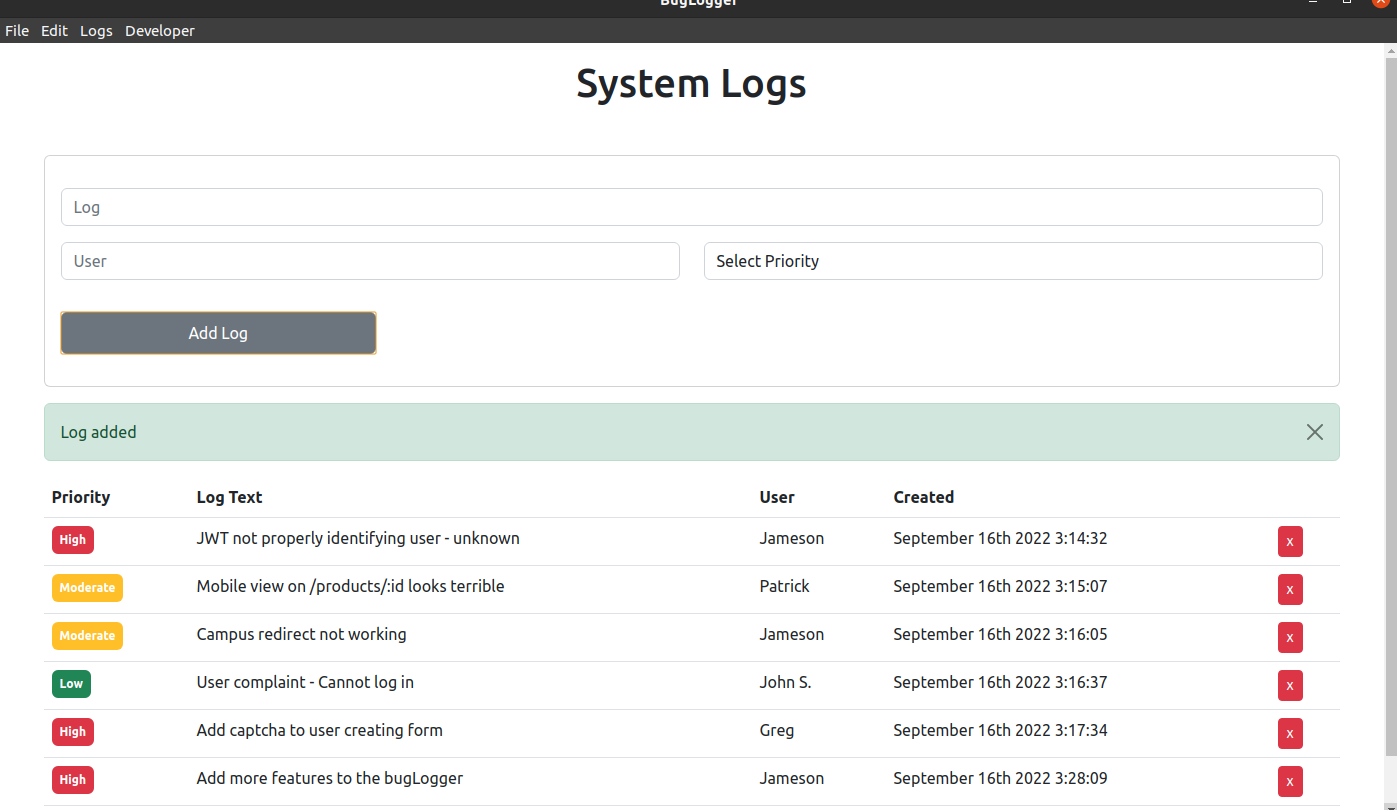 BugLogger
File Edit Logs Developer
System Logs
Log
User Select Priority
Add Log
Log added
Priority Log Text User Created
High JWT not properly identifying user - unknown Jameson September 16th 2022 3:14:32 x
Moderate Mobile view on /products/:id looks terrible Patrick September 16th 2022 3:15:07 x
Moderate Campus redirect not working Jameson September 16th 2022 3:16:05 x
Low User complaint - Cannot log in John S. September 16th 2022 3:16:37 x
High Add captcha to user creating form Greg September 16th 2022 3:17:34 x
High Add more features to the bugLogger Jameson September 16th 2022 3:28:09 x